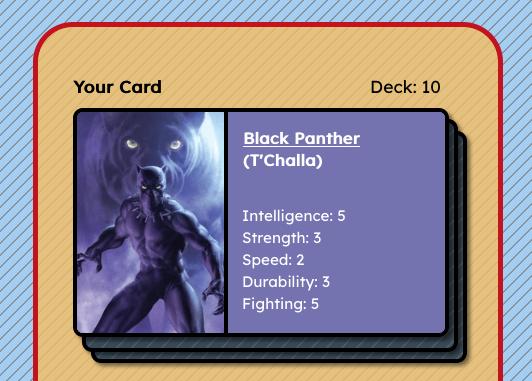 Your Card Deck: 10
Black Panther
(T'Challa)
Intelligence: 5
Strength: 3
Speed: 2
Durability: 3
Fighting: 5